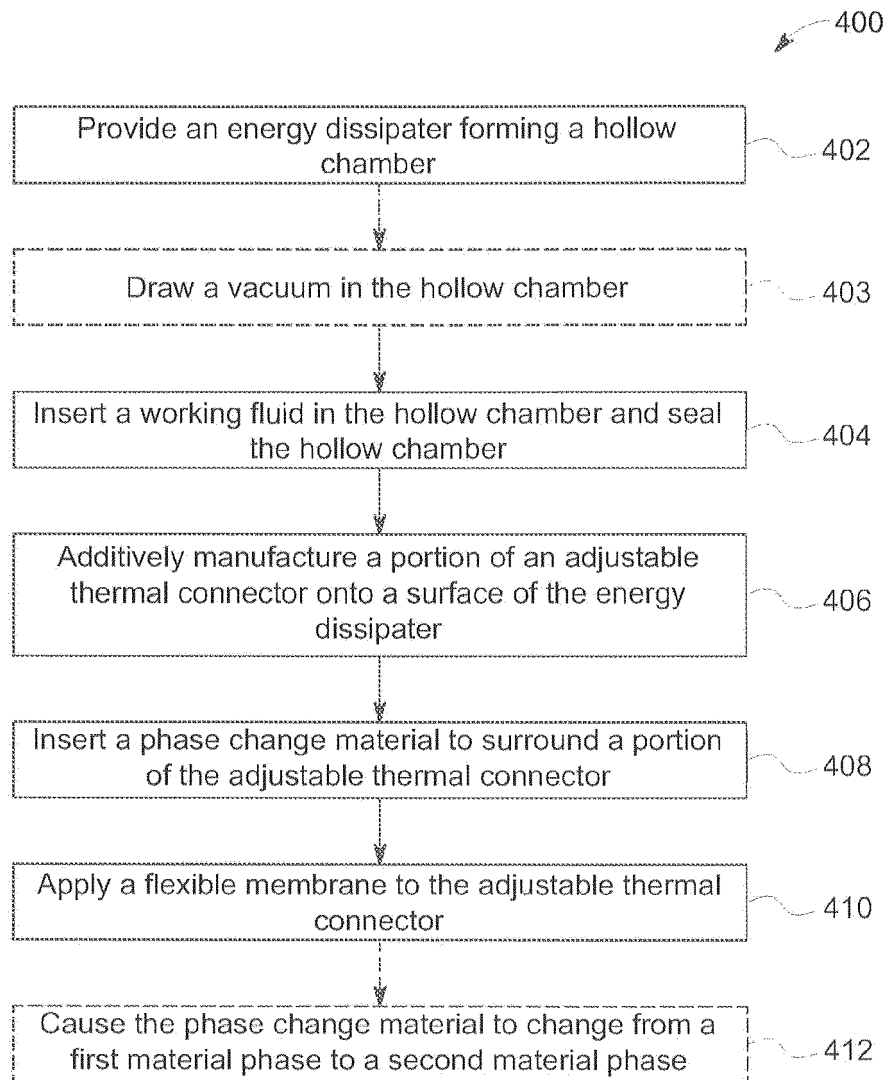 400
Provide an energy dissipater forming a hollow
chamber
402
Draw a vacuum in the hollow chamber
403
Insert a working fluid in the hollow chamber and seal
the hollow chamber
404
Additively manufacture a portion of an adjustable
thermal connector onto a surface of the energy
dissipater
406
Insert a phase change material to surround a portion
of the adjustable thermal connector
408
Apply a flexible membrane to the adjustable thermal
connector
410
Cause the phase change material to change from a
first material phase to a second material phase
412